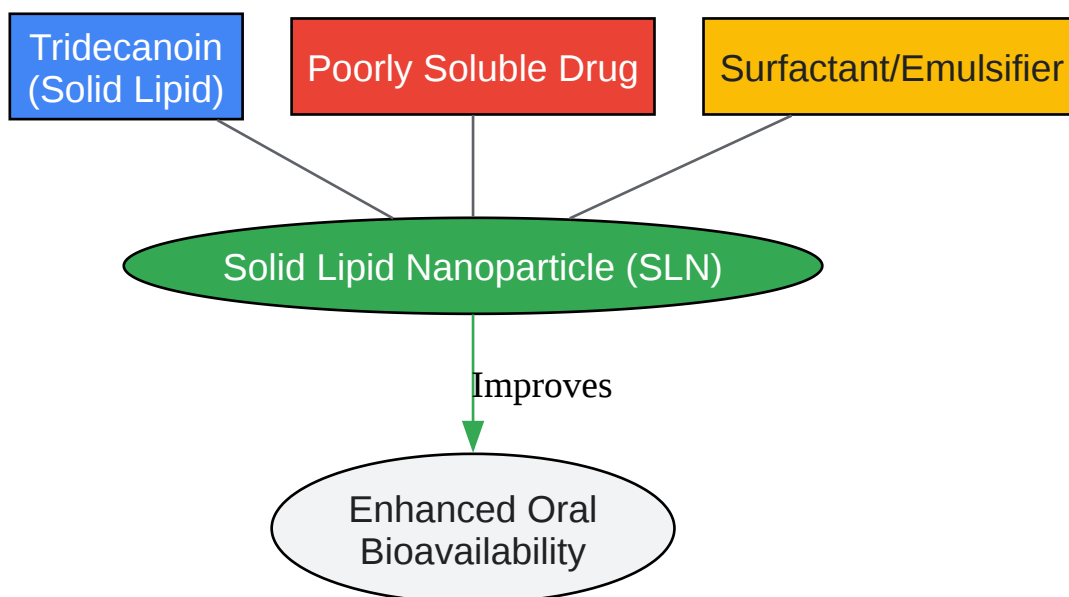 Tridecanoin
(Solid Lipid)
Poorly Soluble Drug
Surfactant/Emulsifier
Solid Lipid Nanoparticle (SLN)
Improves
Enhanced Oral
Bioavailability